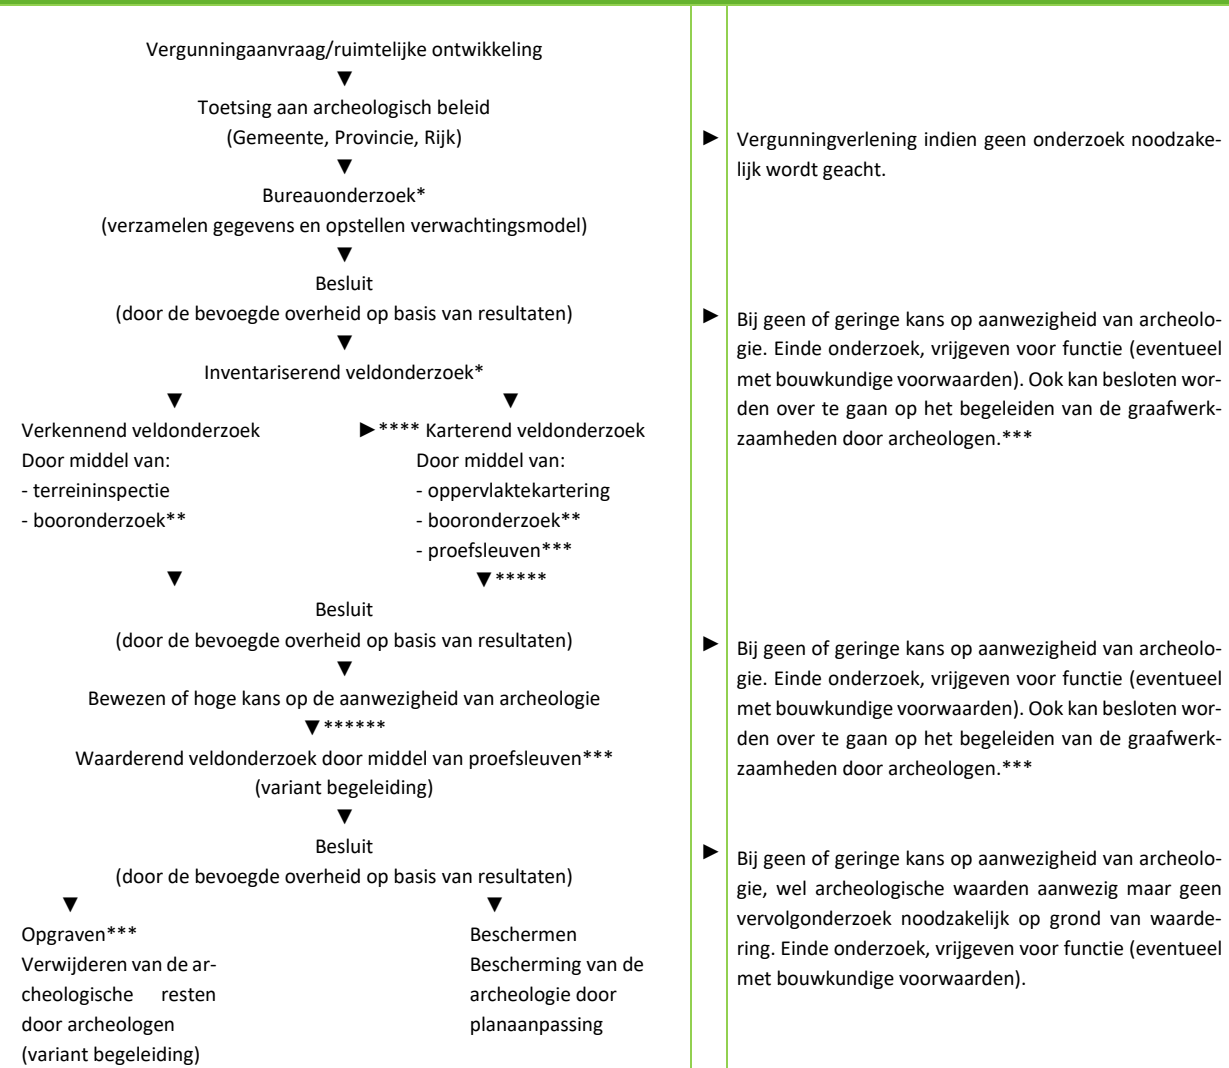 Vergunningaanvraag/ruimtelijke ontwikkeling
▼
Toetsing aan archeologisch beleid
(Gemeente, Provincie, Rijk)
▼
Bureauonderzoek*
(verzamelen gegevens en opstellen verwachtingsmodel)
▼
Besluit
(door de bevoegde overheid op basis van resultaten)
▼
Inventariserend veldonderzoek*
▼ ▼
Verkennend veldonderzoek
Door middel van:
- terreininspectie
- booronderzoek**
▼
►**** Karterend veldonderzoek
Door middel van:
- oppervlaktekartering
- booronderzoek**
- proefsleuven***
▼*****
Besluit
(door de bevoegde overheid op basis van resultaten)
▼
Bewezen of hoge kans op de aanwezigheid van archeologie
▼******
Waarderend veldonderzoek door middel van proefsleuven***
(variant begeleiding)
▼
Besluit
(door de bevoegde overheid op basis van resultaten)
▼ ▼
Opgraven***
Verwijderen van de ar-
cheologische resten
door archeologen
(variant begeleiding)
Beschermen
Bescherming van de
archeologie door
planaanpassing
► Vergunningverlening indien geen onderzoek noodzake-
lijk wordt geacht.
► Bij geen of geringe kans op aanwezigheid van archeolo-
gie. Einde onderzoek, vrijgeven voor functie (eventueel
met bouwkundige voorwaarden). Ook kan besloten wor-
den over te gaan op het begeleiden van de graafwerk-
zaamheden door archeologen.***
► Bij geen of geringe kans op aanwezigheid van archeolo-
gie. Einde onderzoek, vrijgeven voor functie (eventueel
met bouwkundige voorwaarden). Ook kan besloten wor-
den over te gaan op het begeleiden van de graafwerk-
zaamheden door archeologen.***
► Bij geen of geringe kans op aanwezigheid van archeolo-
gie, wel archeologische waarden aanwezig maar geen
vervolgonderzoek noodzakelijk op grond van waarde-
ring. Einde onderzoek, vrijgeven voor functie (eventueel
met bouwkundige voorwaarden).